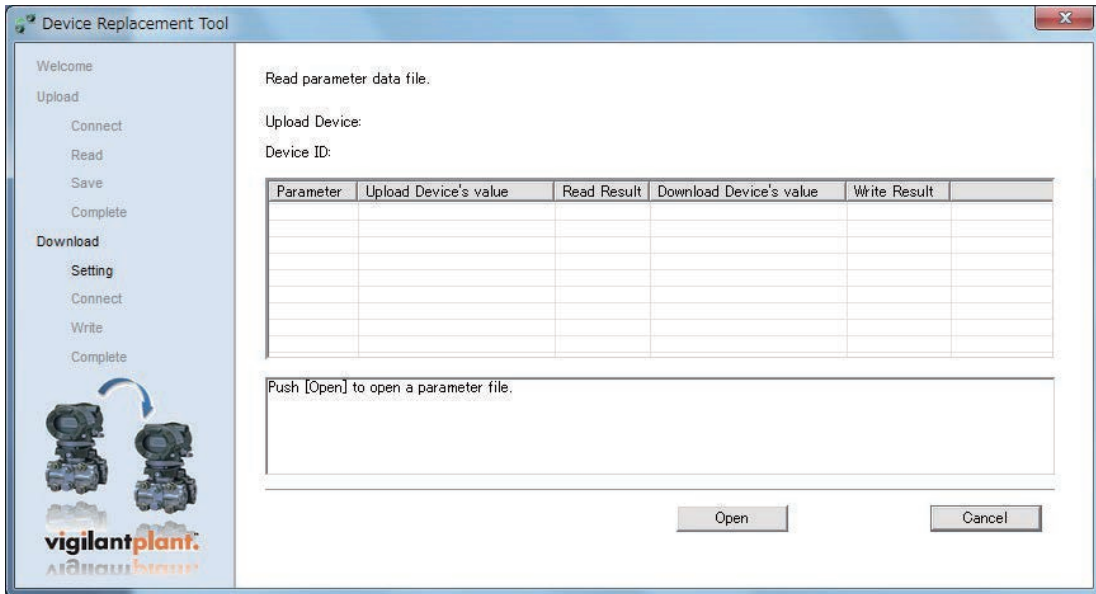 Device Replacement Tool
Welcome
Upload
Connect
Read
Save
Complete
Download
Setting
Connect
Write
Complete
vigilantplant.™
Read parameter data file.
Upload Device:
Device ID:
Parameter Upload Device's value Read Result Download Device's value Write Result
Push [Open] to open a parameter file.
Open Cancel